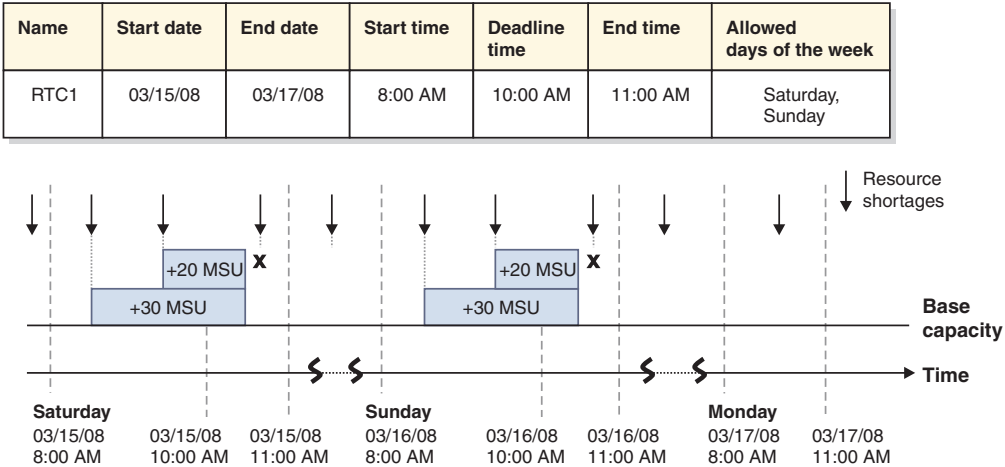 Name Start date End date Start time Deadline time End time Allowed days of the week
RTC1 03/15/08 03/17/08 8:00 AM 10:00 AM 11:00 AM Saturday, Sunday
Resource
shortages
+20 MSU x +20 MSU x
+30 MSU +30 MSU
Base
capacity
Time
Saturday Sunday Monday
03/15/08 03/15/08 03/15/08 03/16/08 03/16/08 03/16/08 03/17/08 03/17/08
8:00 AM 10:00 AM 11:00 AM 8:00 AM 10:00 AM 11:00 AM 8:00 AM 11:00 AM